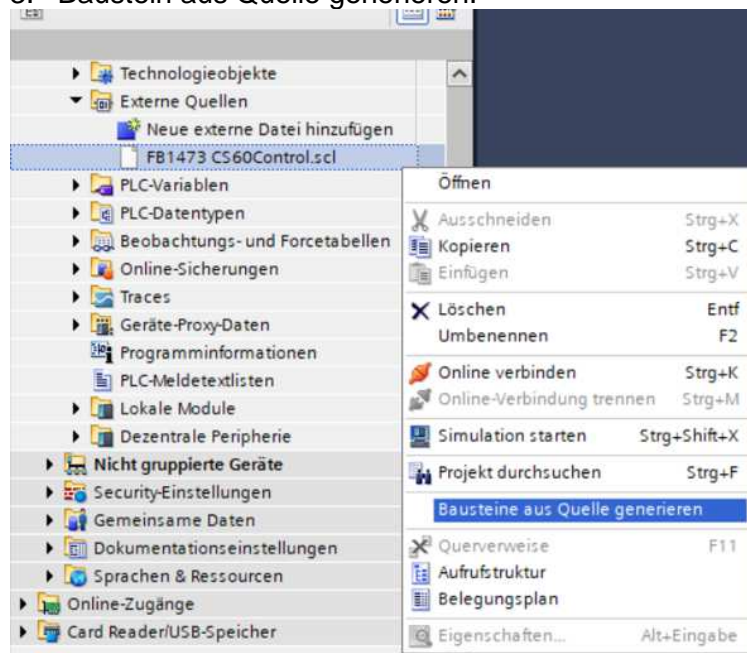 Baustein aus Quelle generieren.
Technologieobjekte
Externe Quellen
Neue externe Datei hinzufügen
FB1473 CS60Control.scl
PLC-Variablen
PLC-Datentypen
Beobachtungs- und Forcetabellen
Online-Sicherungen
Traces
Geräte-Proxy-Daten
Programminformationen
PLC-Meldetextlisten
Lokale Module
Dezentrale Peripherie
Nicht gruppierte Geräte
Security-Einstellungen
Gemeinsame Daten
Dokumentationseinstellungen
Sprachen & Ressourcen
Online-Zugänge
Card Reader/USB-Speicher
Öffnen
Ausschneiden Strg+X
Kopieren Strg+C
Einfügen Strg+V
Löschen Entf
Umbenennen F2
Online verbinden Strg+K
Online-Verbindung trennen Strg+M
Simulation starten Strg+Shift+X
Projekt durchsuchen Strg+F
Bausteine aus Quelle generieren
Querverweise F11
Aufrufstruktur
Belegungsplan
Eigenschaften... Alt+Eingabe